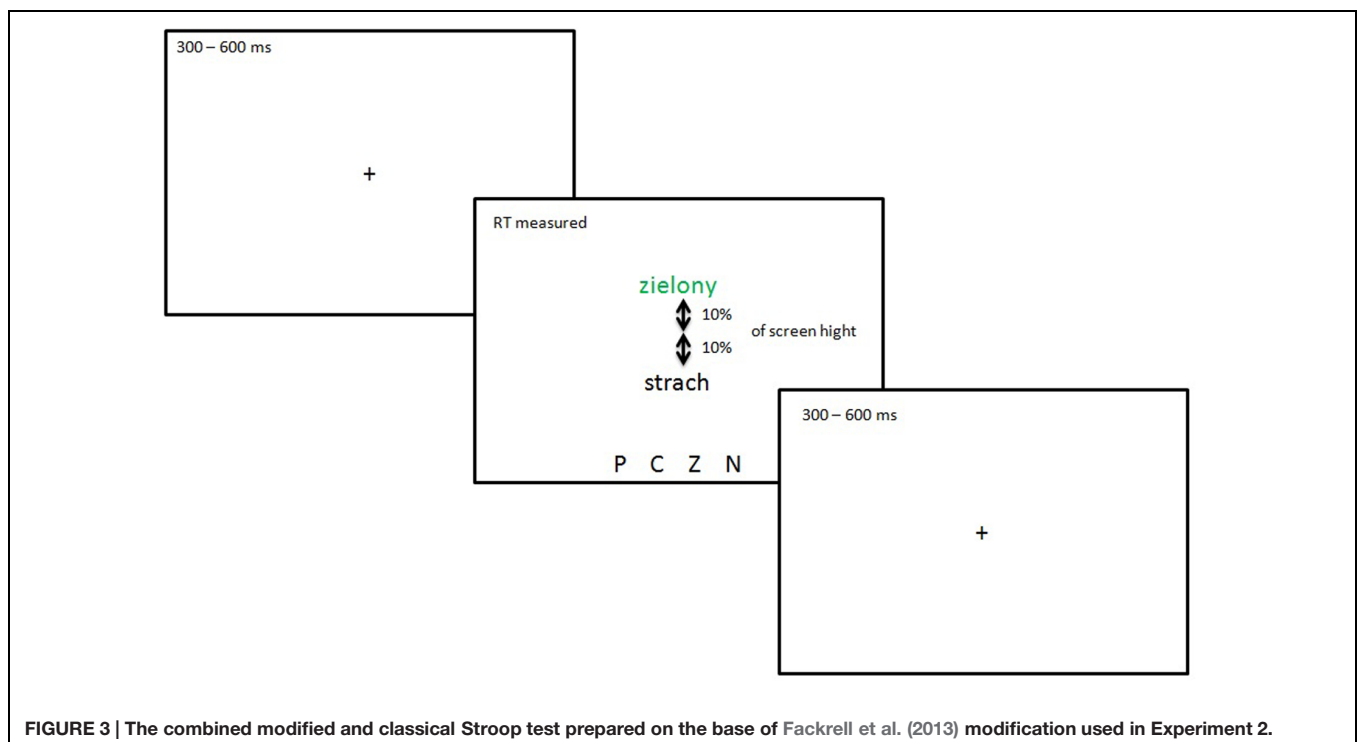 300 – 600 ms
+
RT measured
zielony
10%
of screen hight
10%
strach
P C Z N
300 – 600 ms
+
FIGURE 3 | The combined modified and classical Stroop test prepared on the base of Fackrell et al. (2013) modification used in Experiment 2.